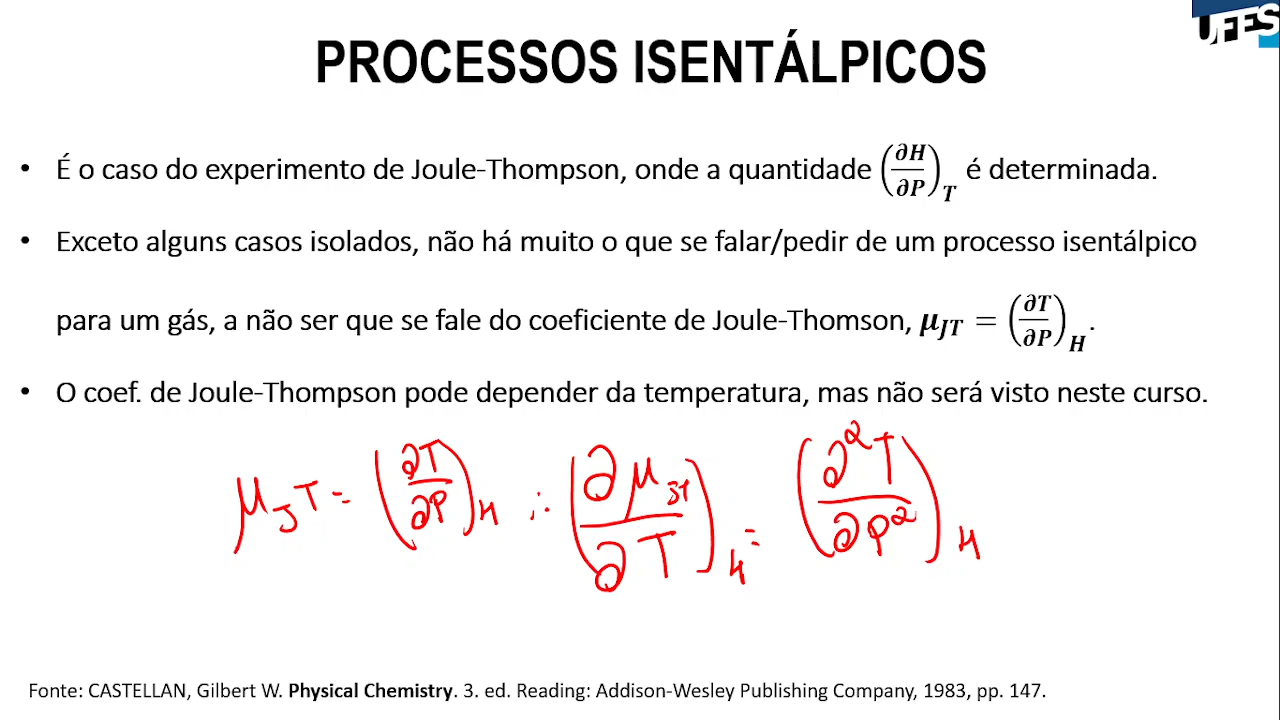 UFES
PROCESSOS ISENTÁLPICOS
• É o caso do experimento de Joule-Thompson, onde a quantidade (∂H/∂P)_T é determinada.
• Exceto alguns casos isolados, não há muito o que se falar/pedir de um processo isentálpico
para um gás, a não ser que se fale do coeficiente de Joule-Thomson, μ_JT = (∂T/∂P)_H.
• O coef. de Joule-Thompson pode depender da temperatura, mas não será visto neste curso.
μ_JT = (∂T/∂P)_H ∴ (∂μ_JT/∂T)_H = (∂²T/∂P²)_H
Fonte: CASTELLAN, Gilbert W. Physical Chemistry. 3. ed. Reading: Addison-Wesley Publishing Company, 1983, pp. 147.